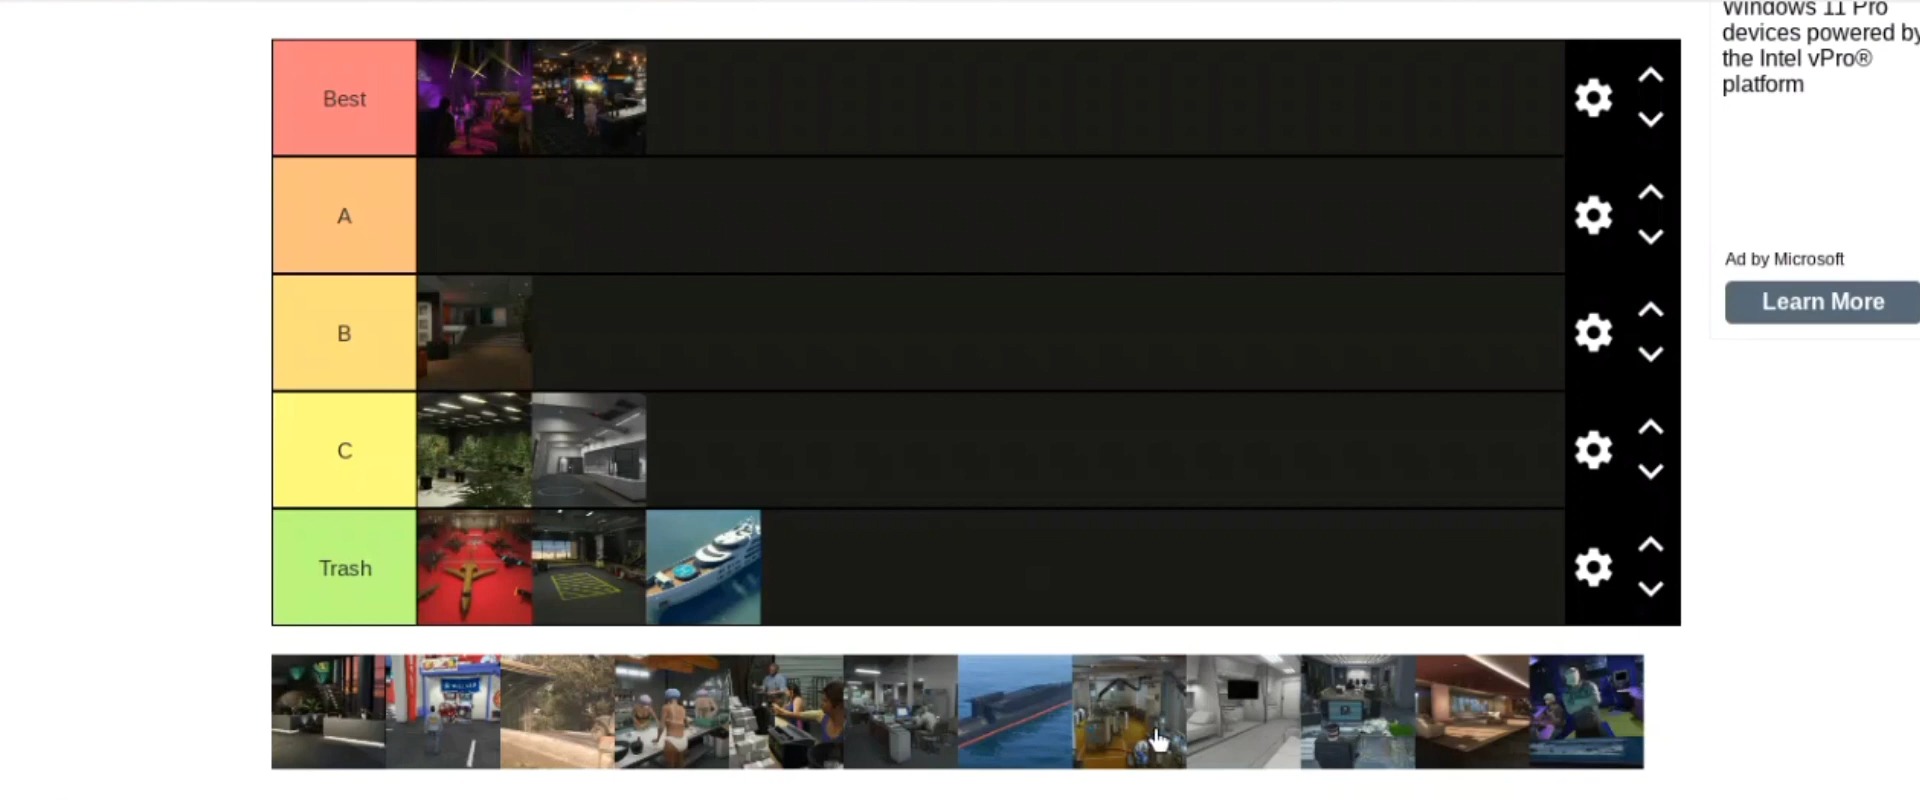 Best
A
B
C
Trash
Windows 11 Pro
devices powered by
the Intel vPro®
platform
Ad by Microsoft
Learn More